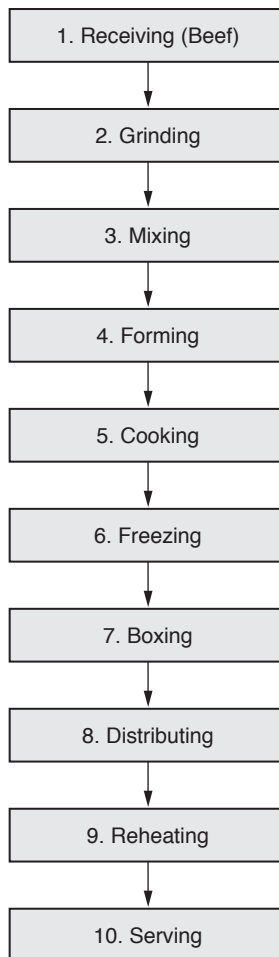 1. Receiving (Beef)
2. Grinding
3. Mixing
4. Forming
5. Cooking
6. Freezing
7. Boxing
8. Distributing
9. Reheating
10. Serving